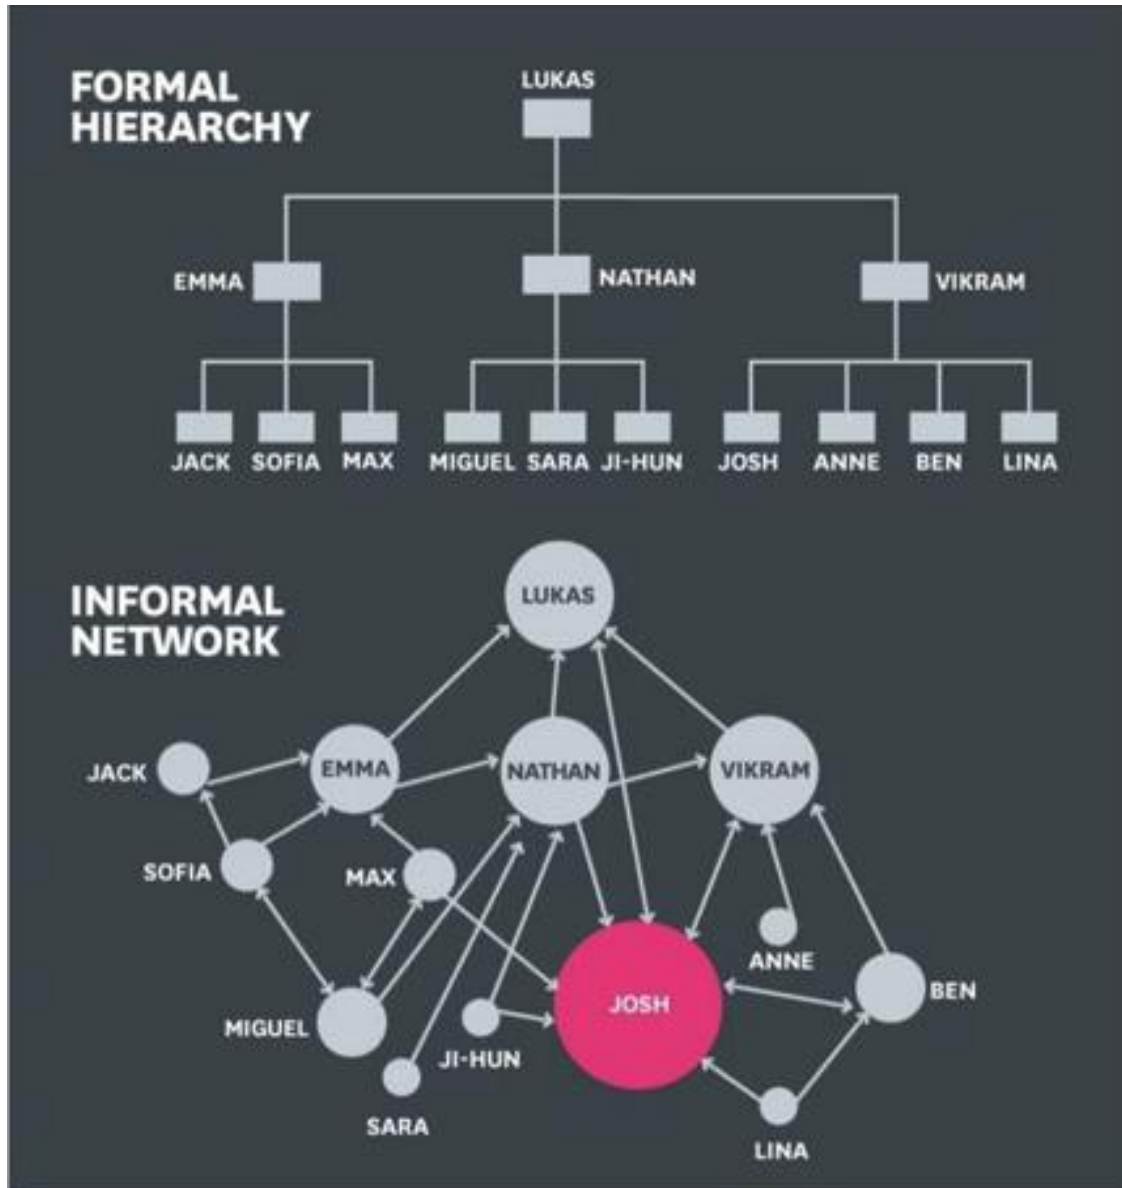 FORMAL
HIERARCHY
LUKAS
EMMA
NATHAN
VIKRAM
JACK
SOFIA
MAX
MIGUEL
SARA
JI-HUN
JOSH
ANNE
BEN
LINA
INFORMAL
NETWORK
LUKAS
JACK
EMMA
NATHAN
VIKRAM
SOFIA
MAX
ANNE
BEN
JOSH
MIGUEL
JI-HUN
SARA
LINA